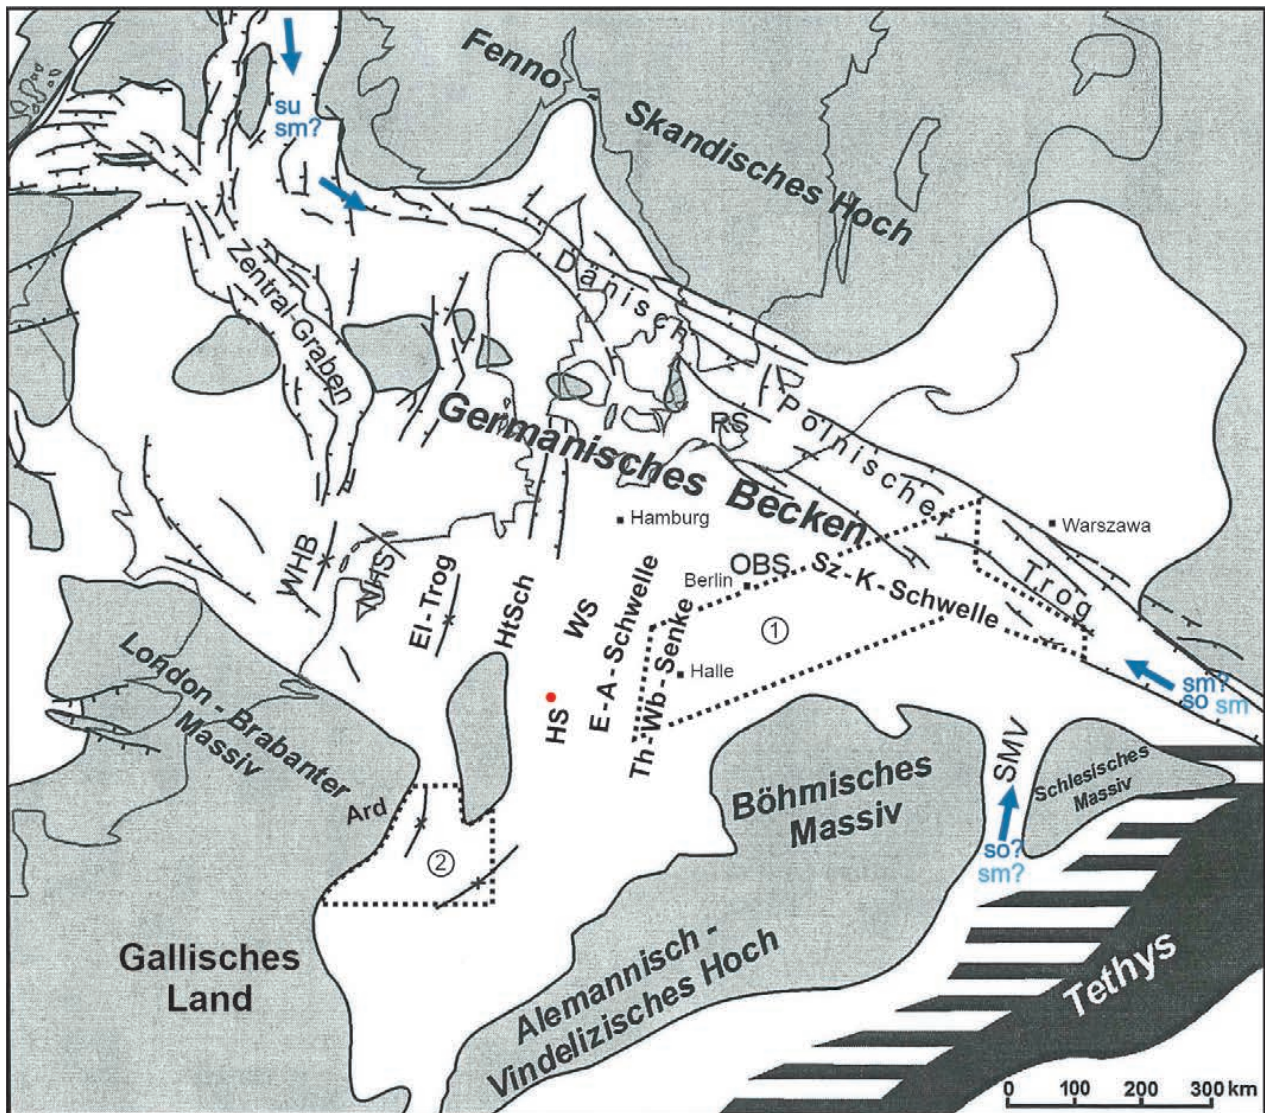 su
sm?
Fenno -
Skandisches Hoch
Zentral-Graben
Dänisch -
Polnischer
Trog
Germanisches Becken
RS
Hamburg
Warszawa
WHB
NHS
El-Trog
HtSch
WS
E - A - Schwelle
Th - Wb - Senke
Berlin
OBS
Sz - K - Schwelle
1
Halle
HS
London - Brabanter
Massiv
Ard
2
sm?
so sm
SMV
Schlesisches
Massiv
Böhmisches
Massiv
so?
sm?
Gallisches
Land
Alemannisch -
Vindelizisches Hoch
Tethys
0 100 200 300 km